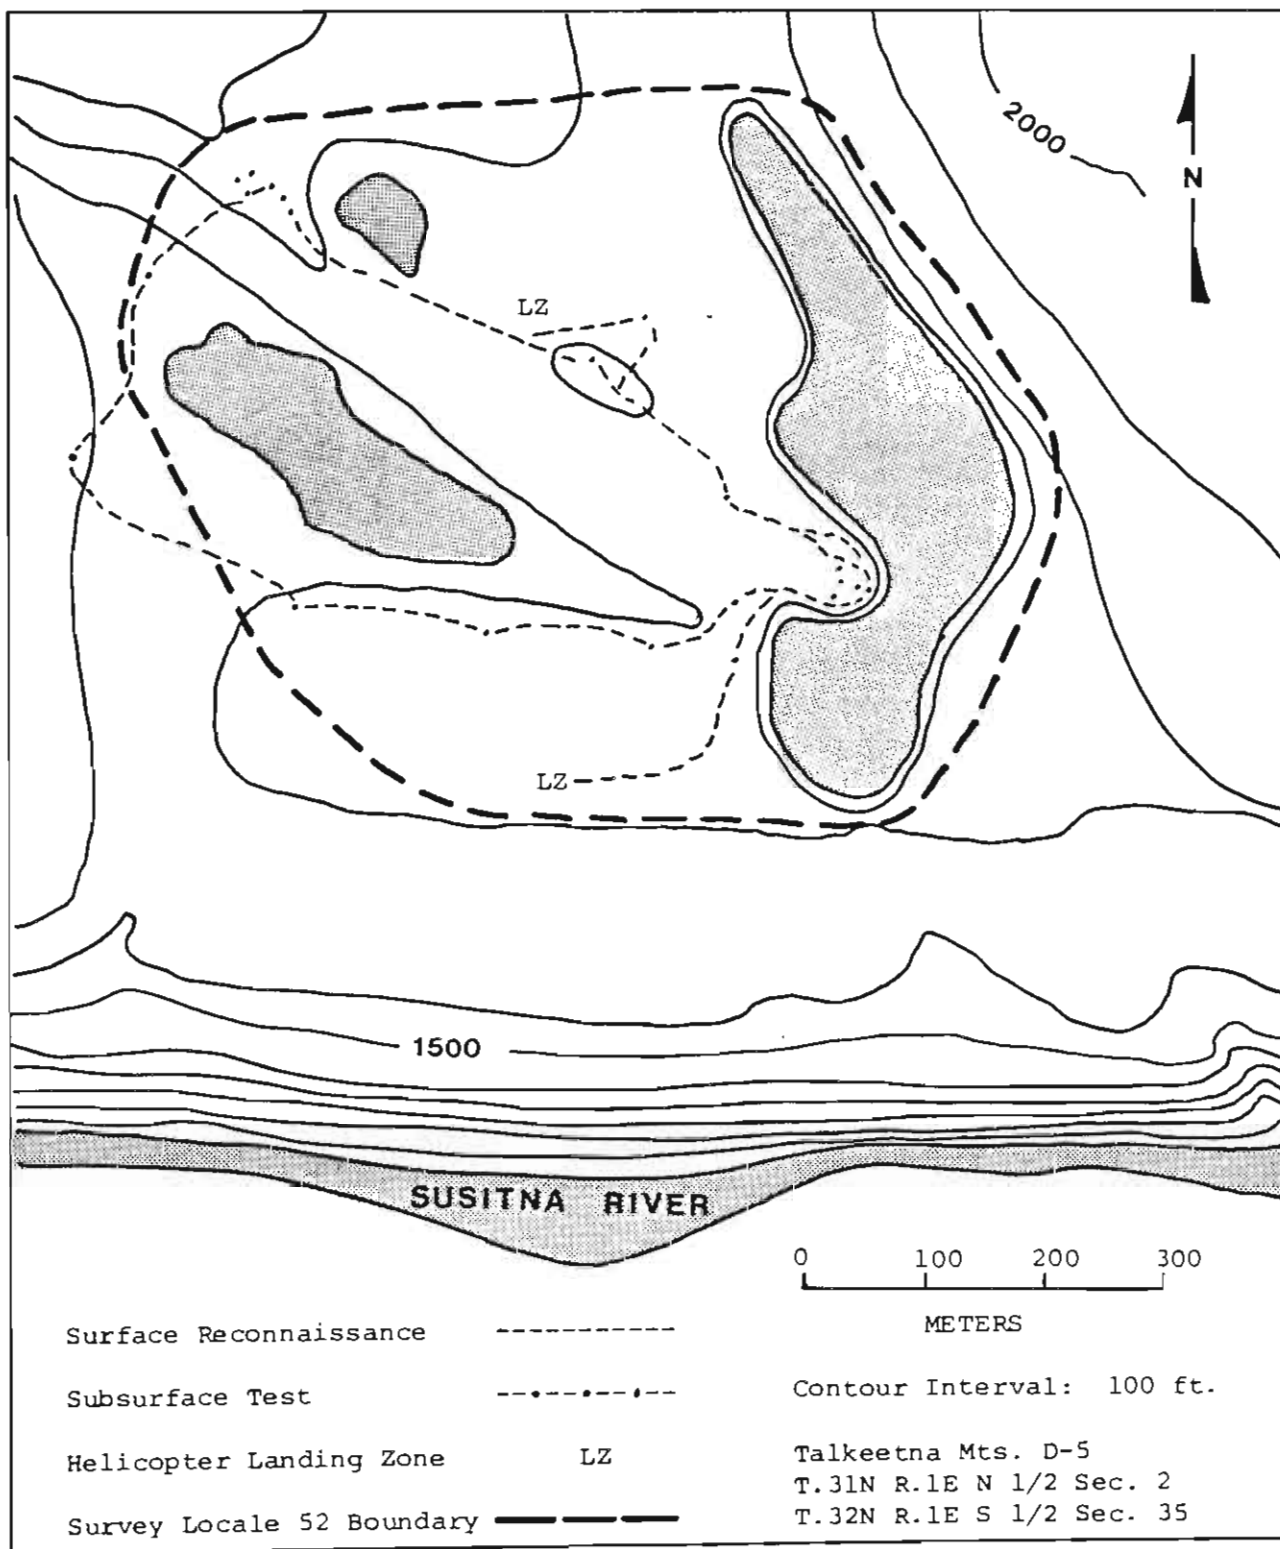 2000
N
LZ
LZ
1500
SUSITNA RIVER
0 100 200 300
METERS
Surface Reconnaissance
Subsurface Test
Contour Interval: 100 ft.
Helicopter Landing Zone LZ
Talkeetna Mts. D-5
T.31N R.1E N 1/2 Sec. 2
T.32N R.1E S 1/2 Sec. 35
Survey Locale 52 Boundary